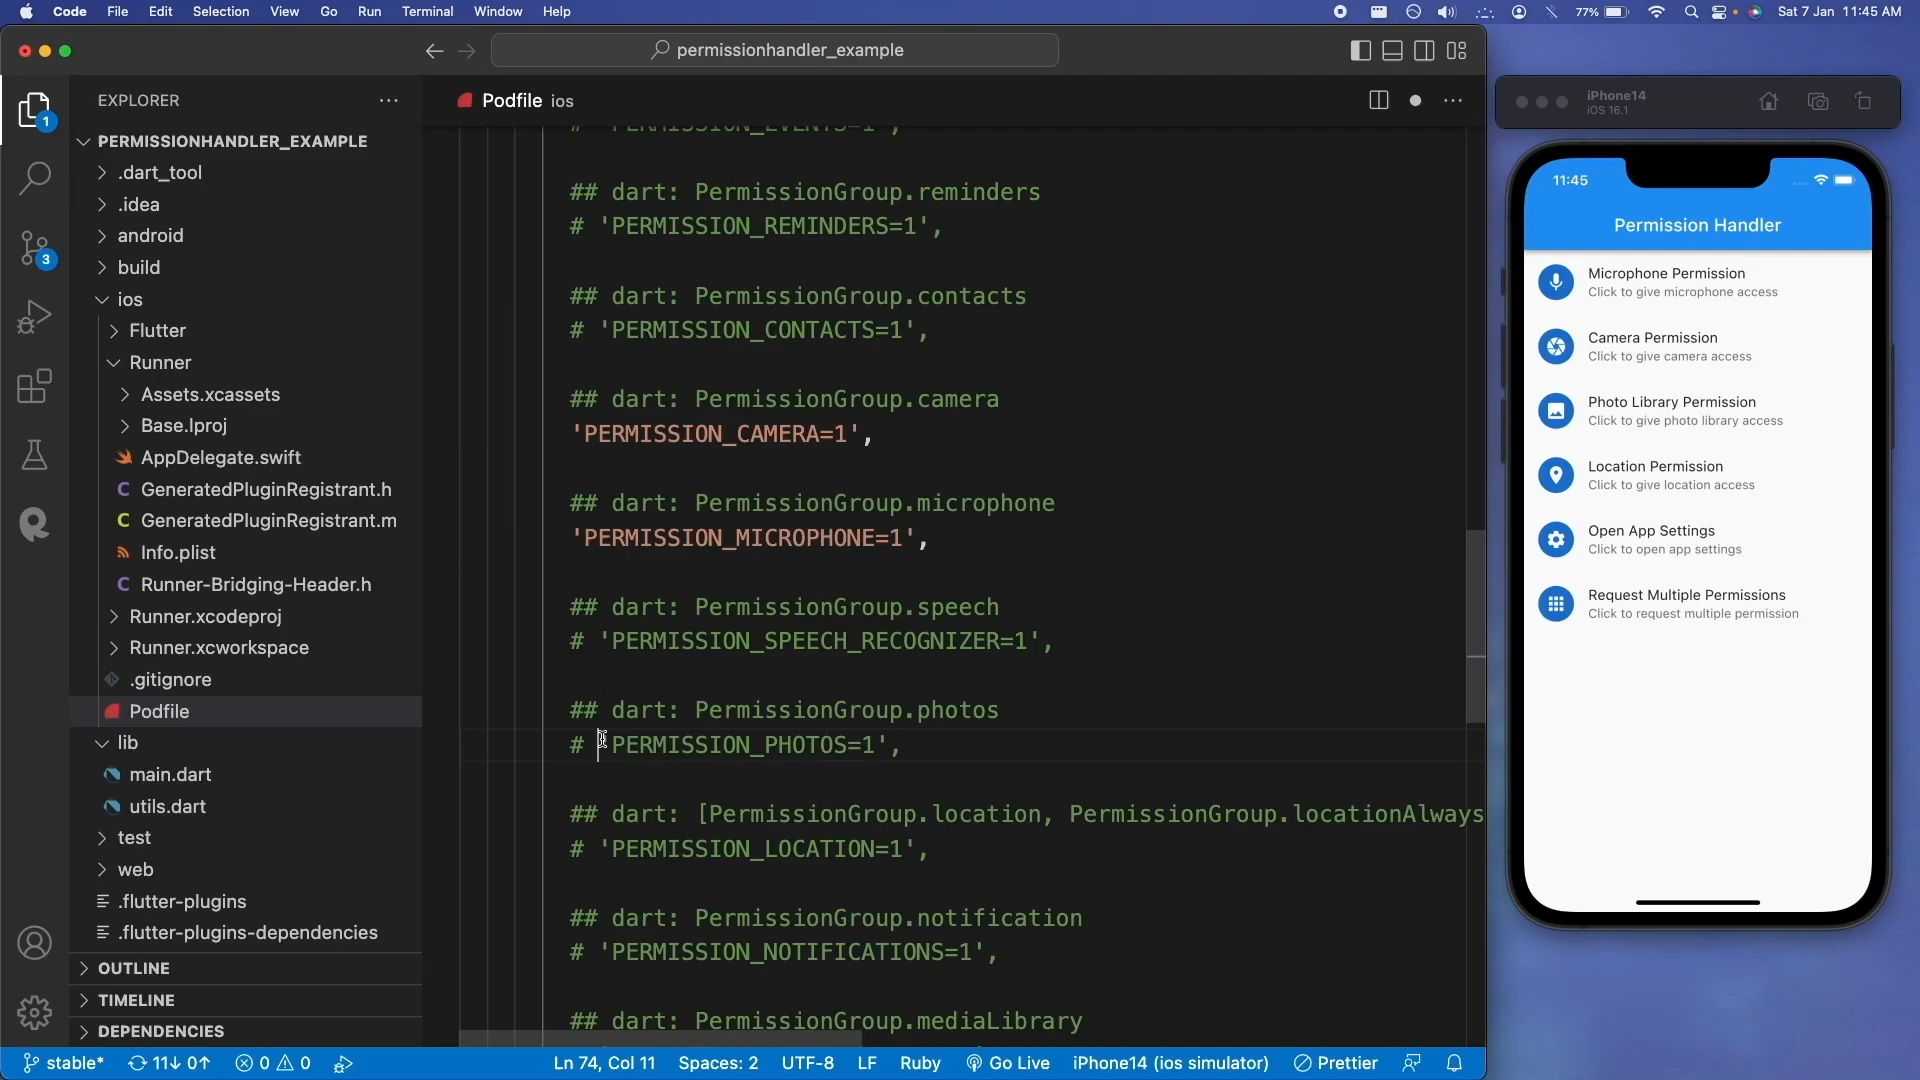 Code File Edit Selection View Go Run Terminal Window Help
77% Sat 7 Jan 11:45 AM
permissionhandler_example
EXPLORER
1
3
PERMISSIONHANDLER_EXAMPLE
.dart_tool
.idea
android
build
ios
Flutter
Runner
Assets.xcassets
Base.lproj
AppDelegate.swift
C GeneratedPluginRegistrant.h
C GeneratedPluginRegistrant.m
Info.plist
C Runner-Bridging-Header.h
Runner.xcodeproj
Runner.xcworkspace
.gitignore
Podfile
lib
main.dart
utils.dart
test
web
.flutter-plugins
.flutter-plugins-dependencies
OUTLINE
TIMELINE
DEPENDENCIES
Podfile ios
# 'PERMISSION_EVENTS=1',
## dart: PermissionGroup.reminders
# 'PERMISSION_REMINDERS=1',
## dart: PermissionGroup.contacts
# 'PERMISSION_CONTACTS=1',
## dart: PermissionGroup.camera
'PERMISSION_CAMERA=1',
## dart: PermissionGroup.microphone
'PERMISSION_MICROPHONE=1',
## dart: PermissionGroup.speech
# 'PERMISSION_SPEECH_RECOGNIZER=1',
## dart: PermissionGroup.photos
# 'PERMISSION_PHOTOS=1',
## dart: [PermissionGroup.location, PermissionGroup.locationAlways
# 'PERMISSION_LOCATION=1',
## dart: PermissionGroup.notification
# 'PERMISSION_NOTIFICATIONS=1',
## dart: PermissionGroup.mediaLibrary
stable* 11↓ 0↑ 0 0 Ln 74, Col 11 Spaces: 2 UTF-8 LF Ruby Go Live iPhone14 (ios simulator) Prettier
iPhone14
iOS 16.1
11:45
Permission Handler
Microphone Permission
Click to give microphone access
Camera Permission
Click to give camera access
Photo Library Permission
Click to give photo library access
Location Permission
Click to give location access
Open App Settings
Click to open app settings
Request Multiple Permissions
Click to request multiple permission